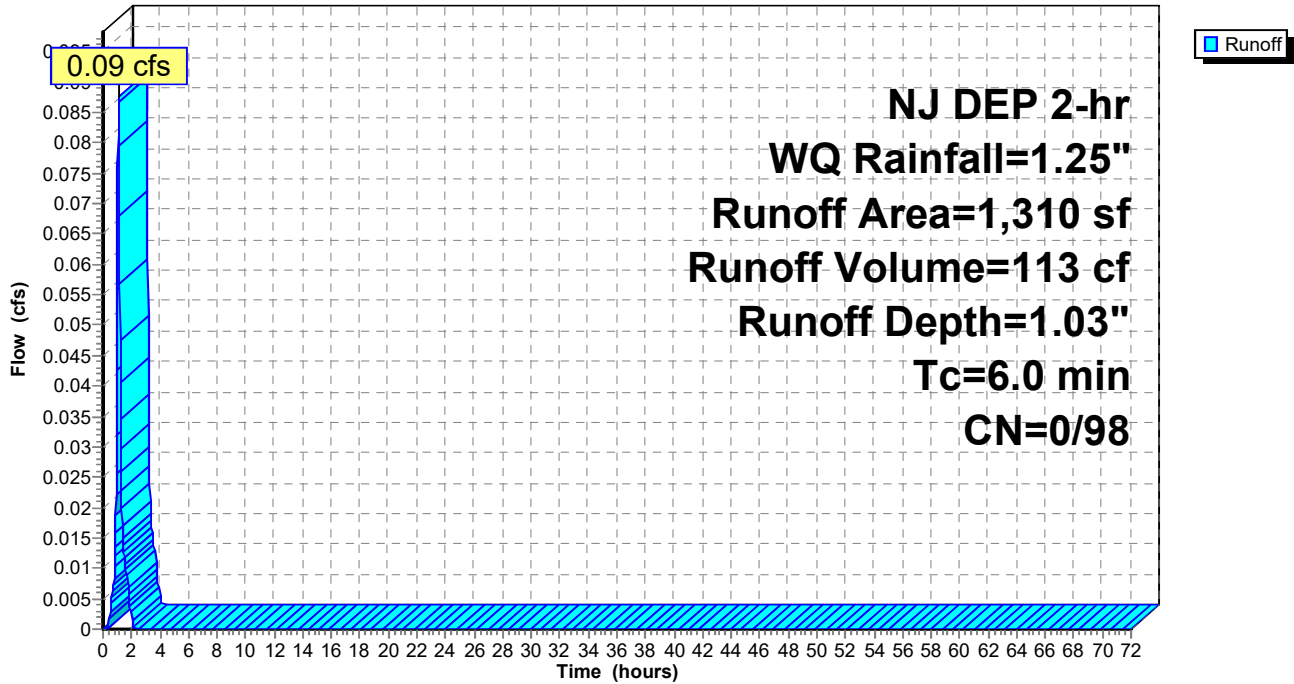 Runoff
0.09 cfs
0.085
0.08
0.075
0.07
0.065
0.06
0.055
0.05
0.045
0.04
0.035
0.03
0.025
0.02
0.015
0.01
0.005
0
Flow (cfs)
NJ DEP 2-hr
WQ Rainfall=1.25"
Runoff Area=1,310 sf
Runoff Volume=113 cf
Runoff Depth=1.03"
Tc=6.0 min
CN=0/98
0 2 4 6 8 10 12 14 16 18 20 22 24 26 28 30 32 34 36 38 40 42 44 46 48 50 52 54 56 58 60 62 64 66 68 70 72
Time (hours)